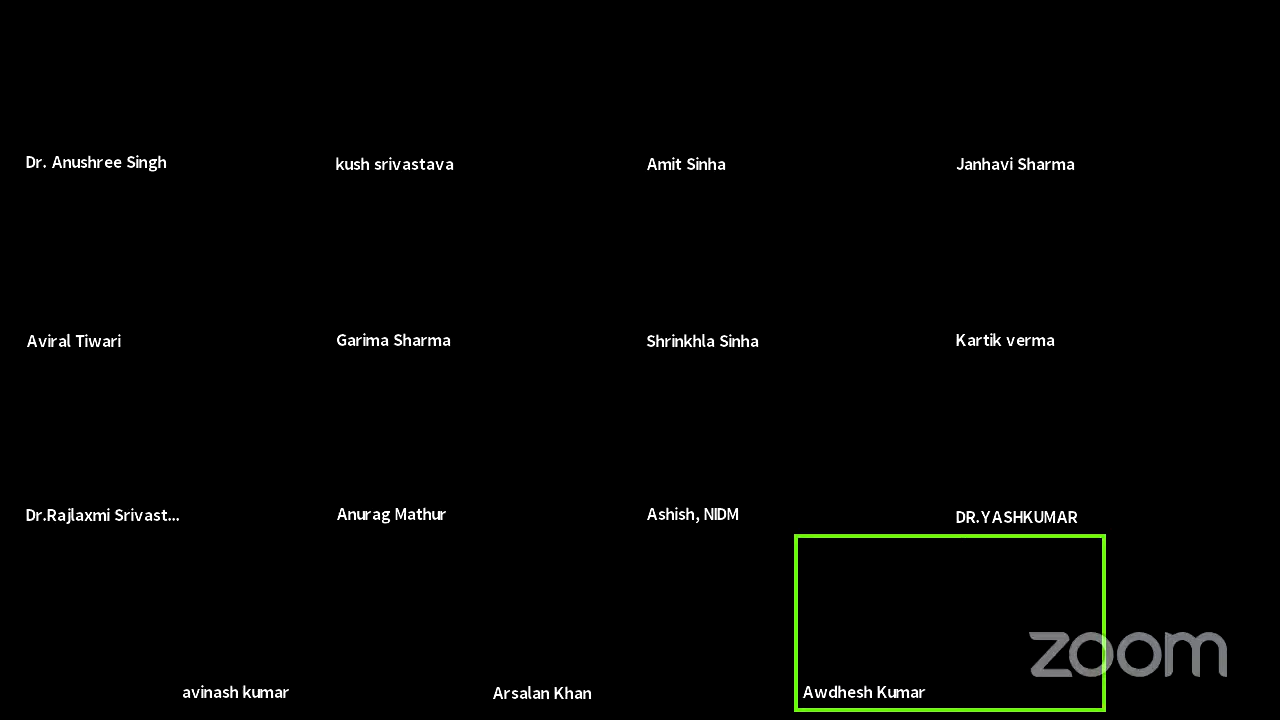 Dr. Anushree Singh
kush srivastava
Amit Sinha
Janhavi Sharma
Aviral Tiwari
Garima Sharma
Shrinkhla Sinha
Kartik verma
Dr.Rajlaxmi Srivast...
Anurag Mathur
Ashish, NIDM
DR.YASHKUMAR
avinash kumar
Arsalan Khan
Awdhesh Kumar
zoom